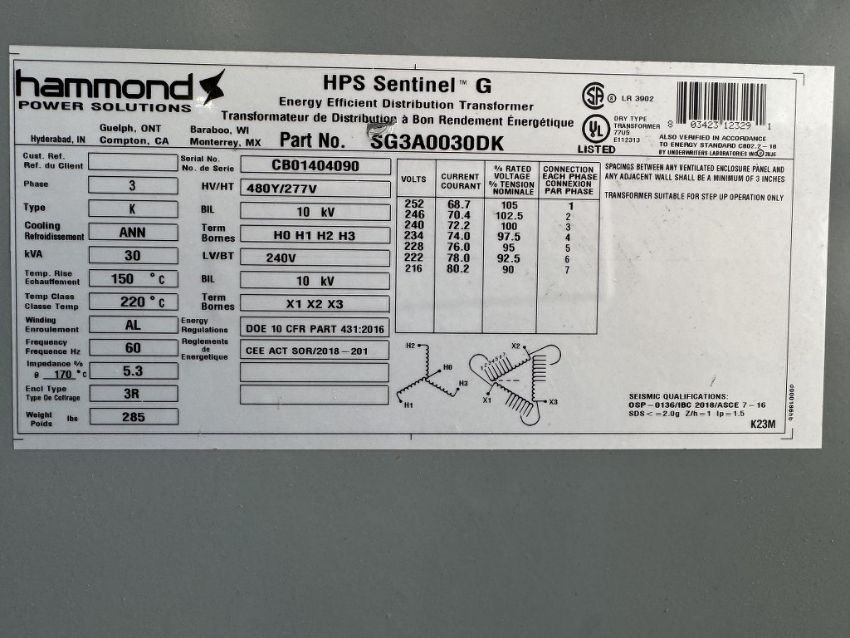 hammond
POWER SOLUTIONS
HPS Sentinel™ G
Energy Efficient Distribution Transformer
Transformateur de Distribution à Bon Rendement Énergétique
Hyderabad, IN
Guelph, ONT
Compton, CA
Baraboo, WI
Monterrey, MX
Part No. SG3A0030DK
LR 3902
DRY TYPE
TRANSFORMER
77US
E112313
LISTED
8 03423 12329 1
ALSO VERIFIED IN ACCORDANCE
TO ENERGY STANDARD C802.2-18
BY UNDERWRITERS LABORATORIES INC
Cust. Ref.
Ref. du Client
Serial No.
No. de Serie
CB01404090
Phase
3
HV/HT
480Y/277V
Type
K
BIL
10 kV
Cooling
Refroidissement
ANN
Term
Bornes
H0 H1 H2 H3
kVA
30
LV/BT
240V
Temp. Rise
Echauffement
150 °C
BIL
10 kV
Temp Class
Classe Temp
220 °C
Term
Bornes
X1 X2 X3
Winding
Enroulement
AL
Energy
Regulations
DOE 10 CFR PART 431:2016
Frequency
Frequence Hz
60
Reglements
de
Energetique
CEE ACT SOR/2018-201
Impedance %
@ 170 °C
5.3
Encl Type
3R
Weight
Poids
lbs
285
VOLTS
CURRENT
COURANT
% RATED
VOLTAGE
% TENSION
NOMINALE
CONNECTION
EACH PHASE
CONNEXION
PAR PHASE
252 68.7 105 1
246 70.4 102.5 2
240 72.2 100 3
234 74.0 97.5 4
228 76.0 95 5
222 78.0 92.5 6
216 80.2 90 7
SPACINGS BETWEEN ANY VENTILATED ENCLOSURE PANEL AND
ANY ADJACENT WALL SHALL BE A MINIMUM OF 3 INCHES
TRANSFORMER SUITABLE FOR STEP UP OPERATION ONLY
H2
H0
H3
H1
X2
X1
X3
SEISMIC QUALIFICATIONS:
OSP-0136/IBC 2018/ASCE 7-16
SDS<=2.0g Z/h=1 Ip=1.5
K23M